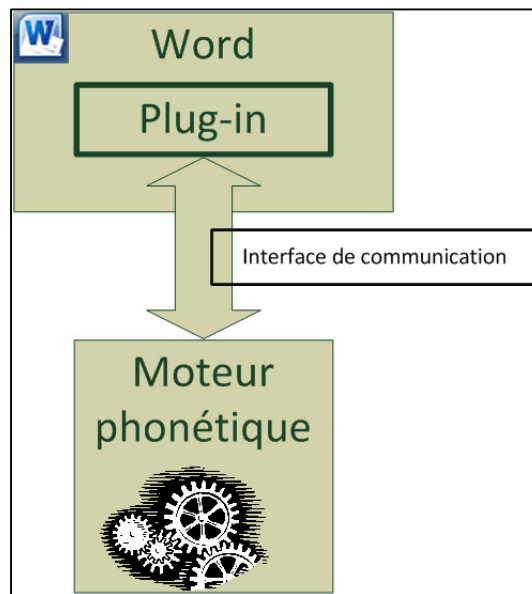 W
Word
Plug-in
Interface de communication
Moteur
phonétique